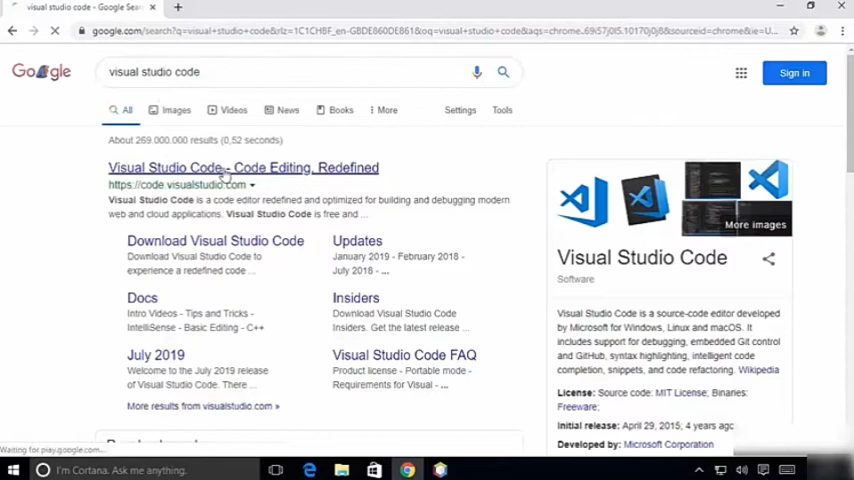 visual studio code - Google Sear
google.com/search?q=visual+studio+code&rlz=1C1CHBF_en-GBDE860DE861&oq=visual+studio+code&aqs=chrome..69i57j0l5.10170j0j8&sourceid=chrome&ie=U
Google
visual studio code
Sign in
All Images Videos News Books More Settings Tools
About 269.000.000 results (0,52 seconds)
Visual Studio Code - Code Editing. Redefined
https://code.visualstudio.com
Visual Studio Code is a code editor redefined and optimized for building and debugging modern
web and cloud applications. Visual Studio Code is free and ...
Download Visual Studio Code
Download Visual Studio Code to
experience a redefined code ...
Updates
January 2019 - February 2018 -
July 2018 - ...
Docs
Intro Videos - Tips and Tricks -
IntelliSense - Basic Editing - C++
Insiders
Download Visual Studio Code
Insiders. Get the latest release ...
July 2019
Welcome to the July 2019 release
of Visual Studio Code. There ...
Visual Studio Code FAQ
Product license - Portable mode -
Requirements for Visual - ...
More results from visualstudio.com »
More images
Visual Studio Code
Software
Visual Studio Code is a source-code editor developed
by Microsoft for Windows, Linux and macOS. It
includes support for debugging, embedded Git control
and GitHub, syntax highlighting, intelligent code
completion, snippets, and code refactoring. Wikipedia
License: Source code: MIT License; Binaries:
Freeware;
Initial release: April 29, 2015; 4 years ago
Developed by: Microsoft Corporation
Waiting for play.google.com...
I'm Cortana. Ask me anything.